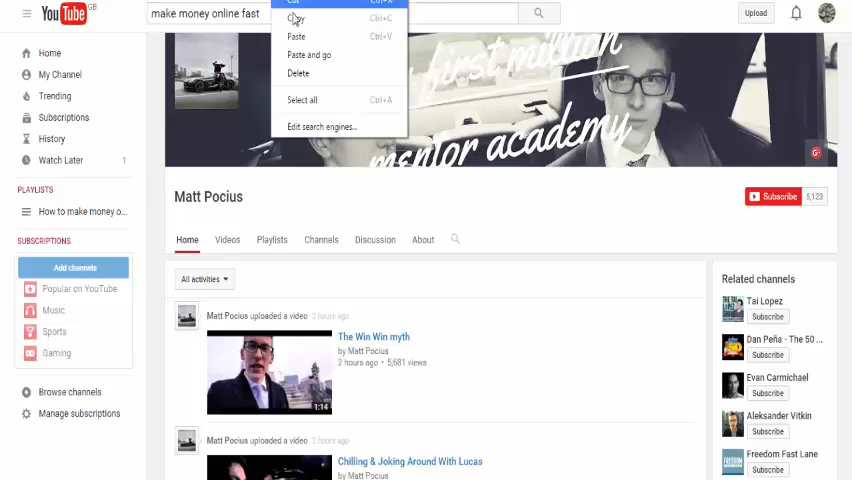 YouTube GB
make money online fast
Cut Ctrl+X
Copy Ctrl+C
Paste Ctrl+V
Paste and go
Delete
Select all Ctrl+A
Edit search engines...
Upload
Home
My Channel
Trending
Subscriptions
History
Watch Later 1
PLAYLISTS
How to make money o...
SUBSCRIPTIONS
Add channels
Popular on YouTube
Music
Sports
Gaming
Browse channels
Manage subscriptions
first million
mentor academy
G+
Matt Pocius
Subscribe 5,123
Home Videos Playlists Channels Discussion About
All activities
Matt Pocius uploaded a video 2 hours ago
The Win Win myth
by Matt Pocius
2 hours ago • 5,681 views
1:14
Matt Pocius uploaded a video 2 hours ago
Chilling & Joking Around With Lucas
by Matt Pocius
Related channels
Tai Lopez
Subscribe
Dan Peña - The 50 ...
Subscribe
Evan Carmichael
Subscribe
Aleksander Vitkin
Subscribe
Freedom Fast Lane
Subscribe